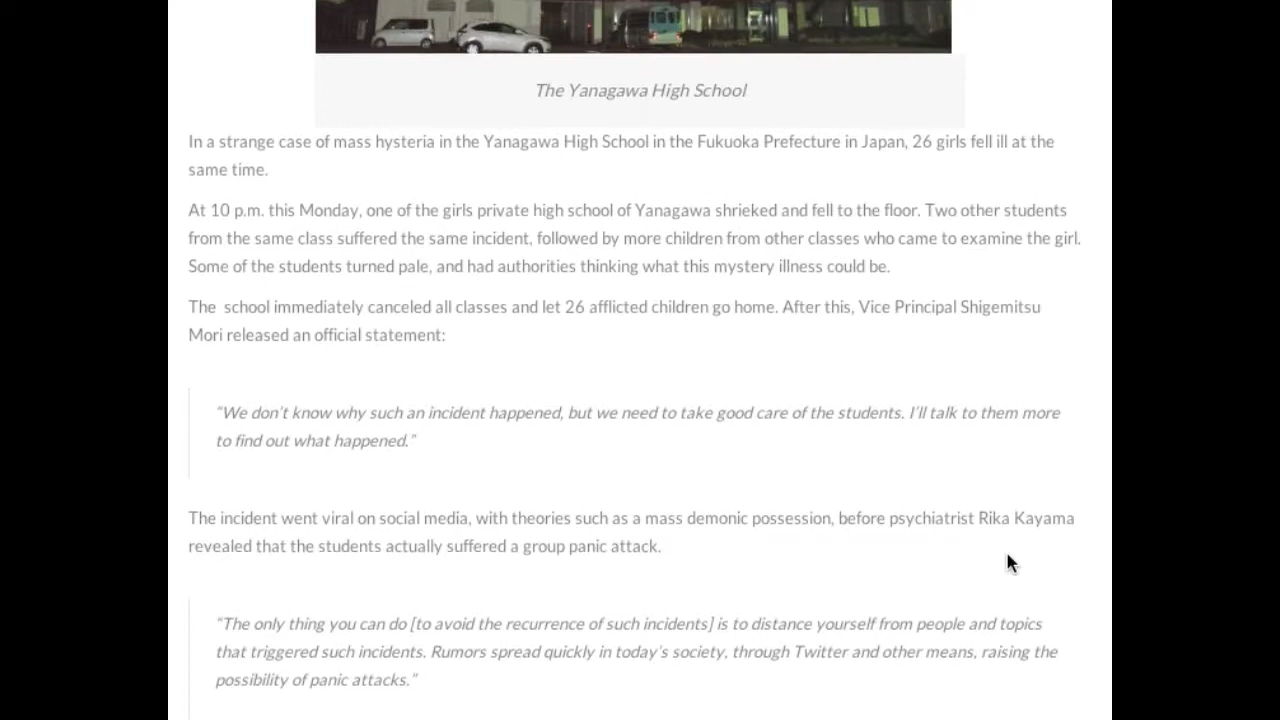 The Yanagawa High School
In a strange case of mass hysteria in the Yanagawa High School in the Fukuoka Prefecture in Japan, 26 girls fell ill at the
same time.
At 10 p.m. this Monday, one of the girls private high school of Yanagawa shrieked and fell to the floor. Two other students
from the same class suffered the same incident, followed by more children from other classes who came to examine the girl.
Some of the students turned pale, and had authorities thinking what this mystery illness could be.
The  school immediately canceled all classes and let 26 afflicted children go home. After this, Vice Principal Shigemitsu
Mori released an official statement:
“We don’t know why such an incident happened, but we need to take good care of the students. I’ll talk to them more
to find out what happened.”
The incident went viral on social media, with theories such as a mass demonic possession, before psychiatrist Rika Kayama
revealed that the students actually suffered a group panic attack.
“The only thing you can do [to avoid the recurrence of such incidents] is to distance yourself from people and topics
that triggered such incidents. Rumors spread quickly in today’s society, through Twitter and other means, raising the
possibility of panic attacks.”